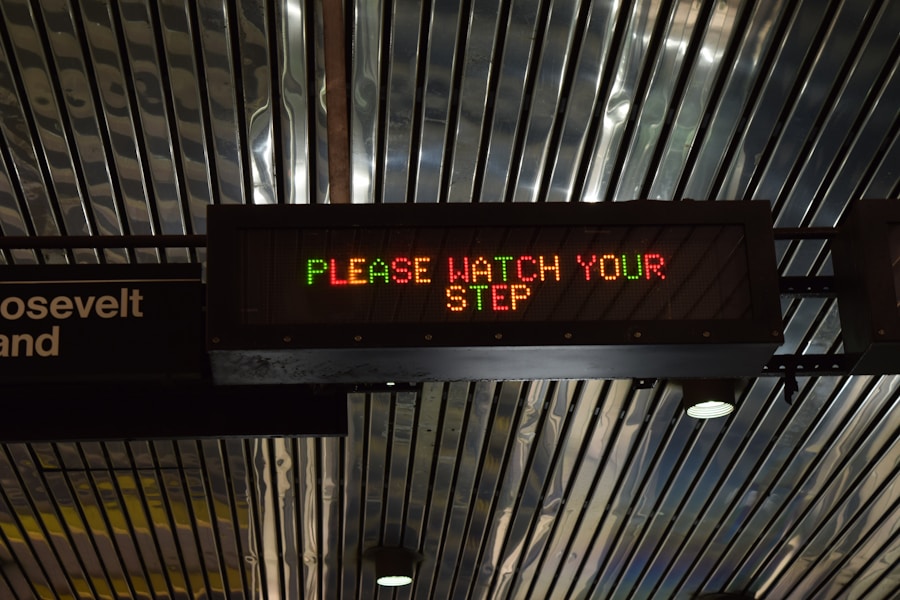 osevelt
and
PLEASE WATCH YOUR
STEP